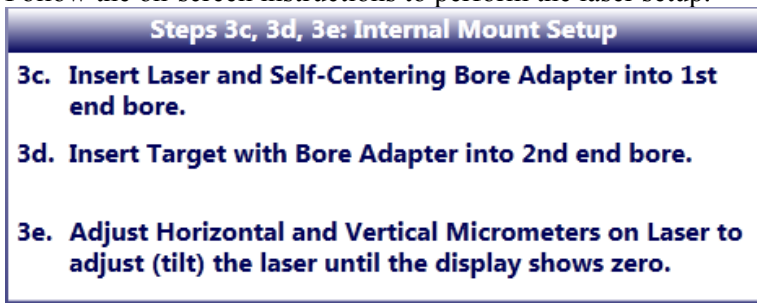 Follow the on-screen instructions to perform the laser setup.
Steps 3c, 3d, 3e: Internal Mount Setup
3c. Insert Laser and Self-Centering Bore Adapter into 1st
end bore.
3d. Insert Target with Bore Adapter into 2nd end bore.
3e. Adjust Horizontal and Vertical Micrometers on Laser to
adjust (tilt) the laser until the display shows zero.